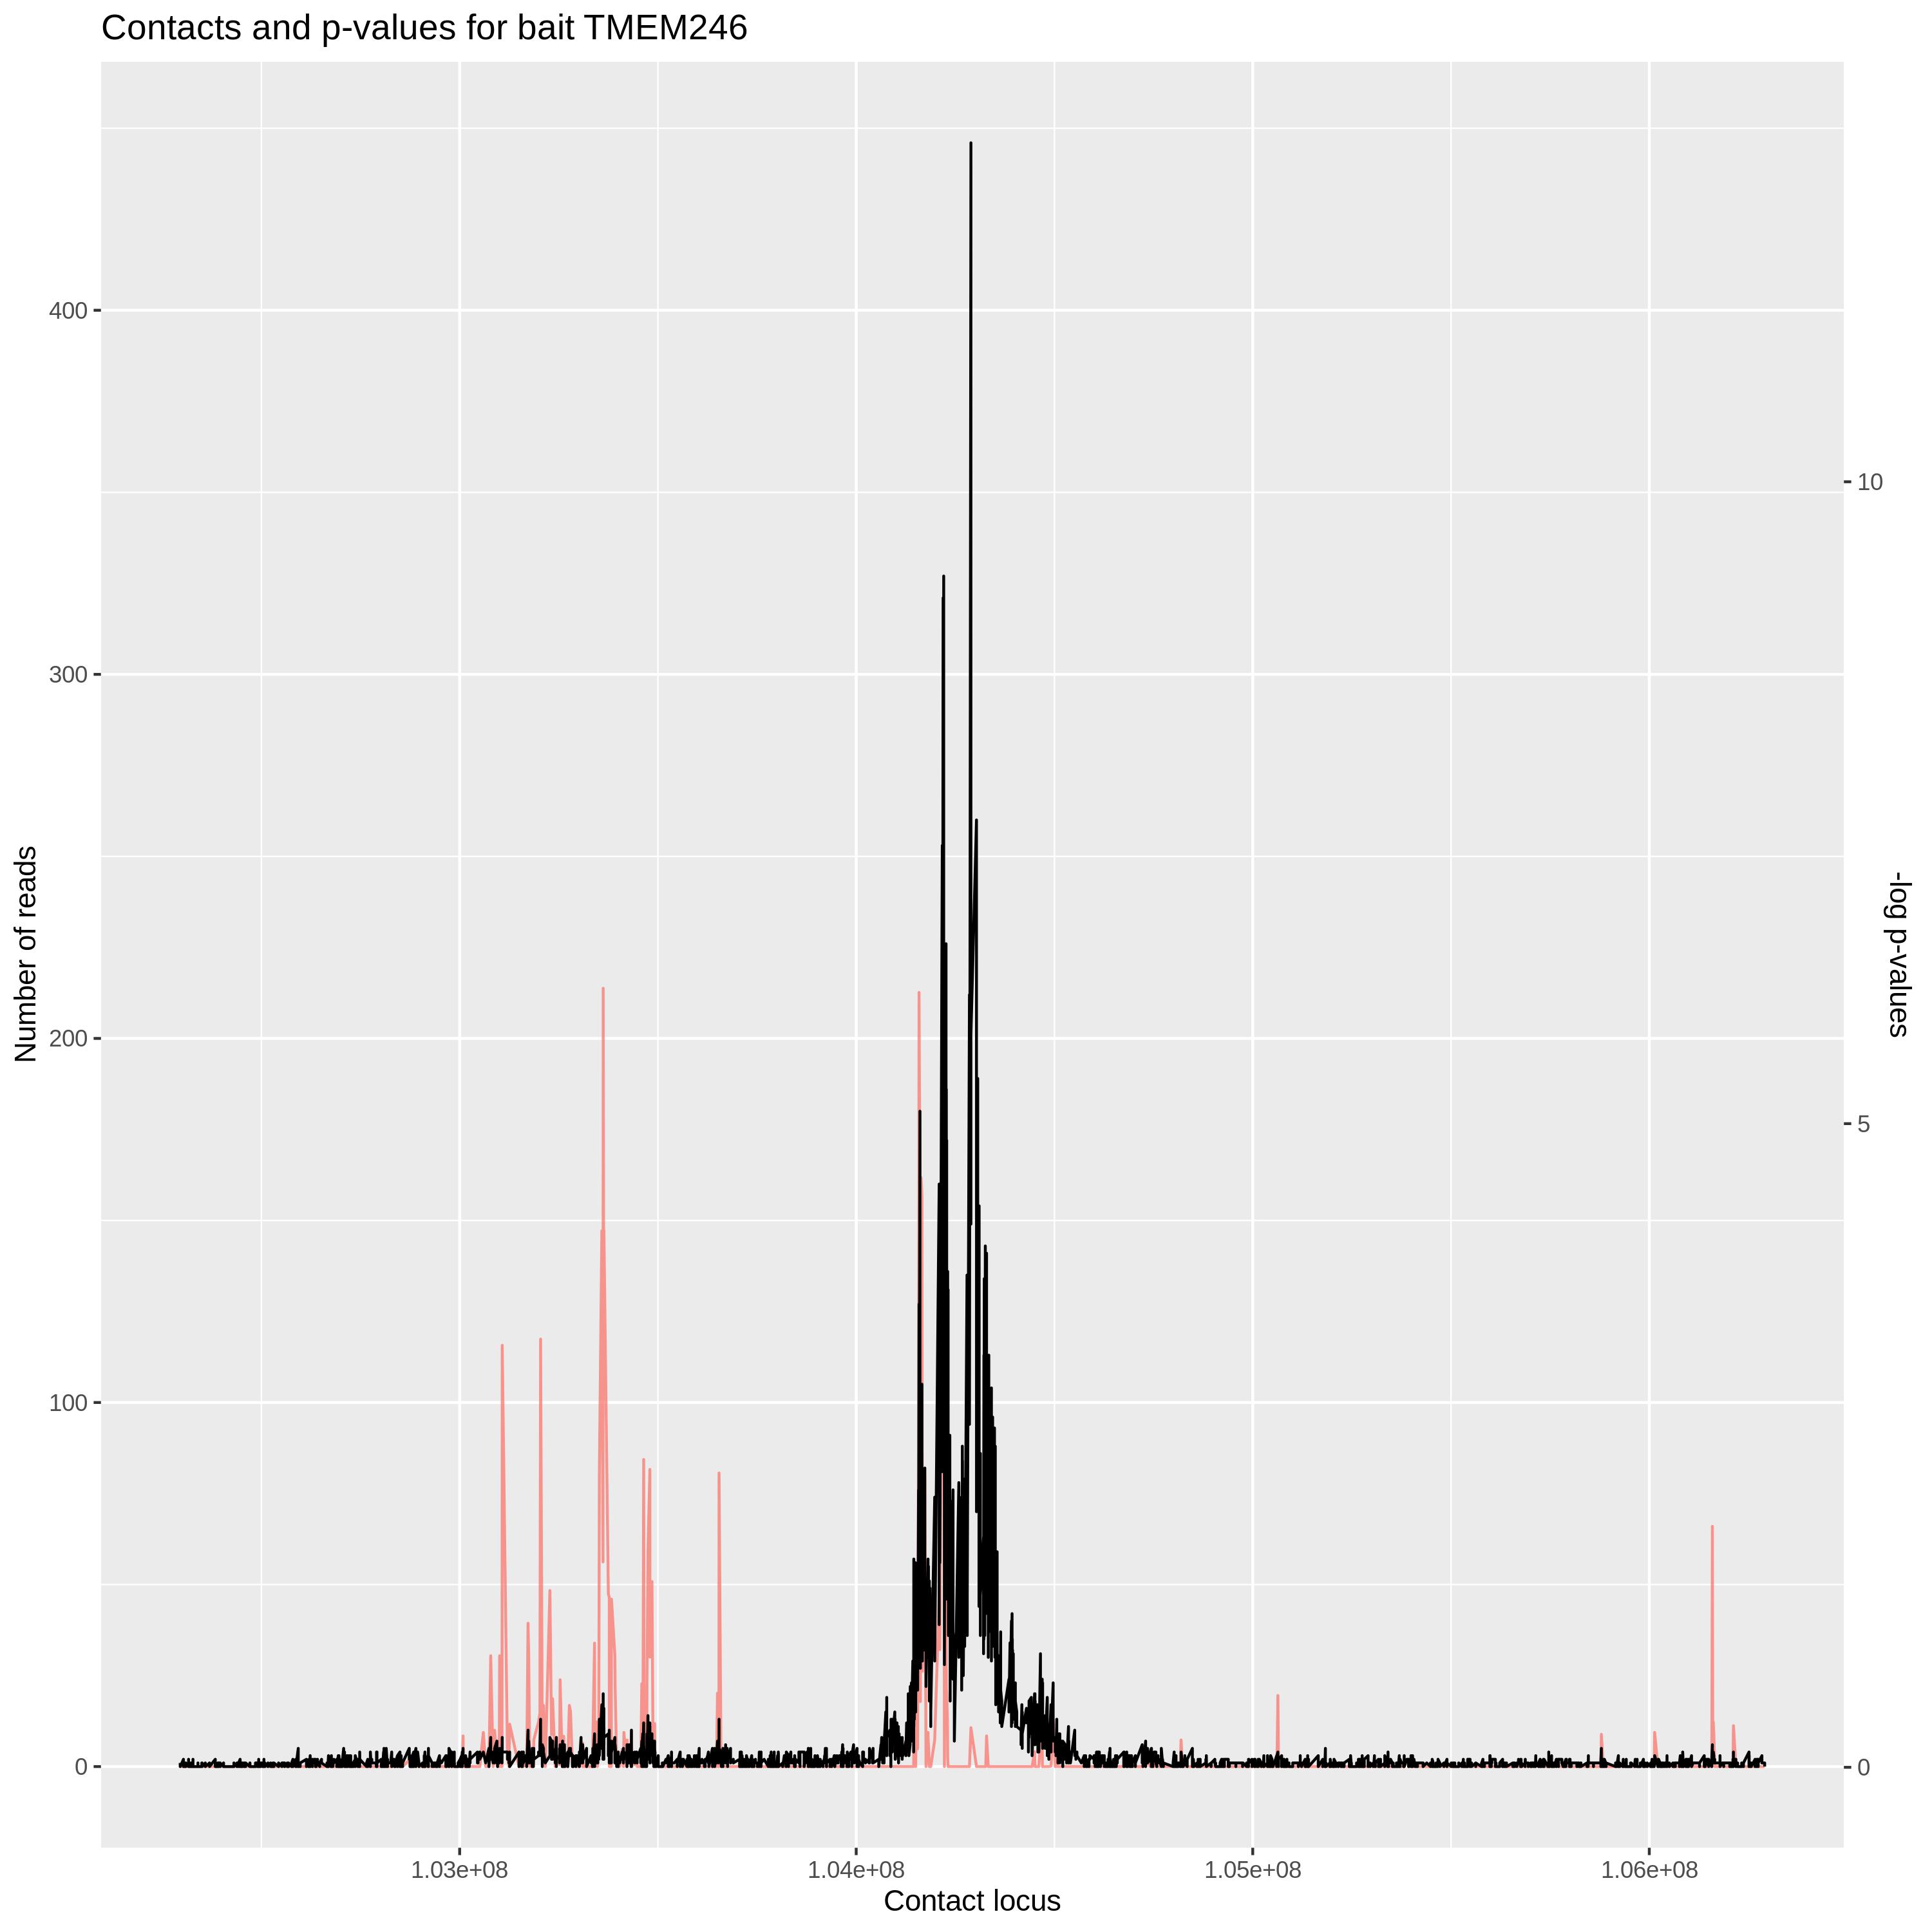 Contacts and p-values for bait TMEM246
400
300
200
100
0
10
5
0
Number of reads
-log p-values
1.03e+08
1.04e+08
1.05e+08
1.06e+08
Contact locus